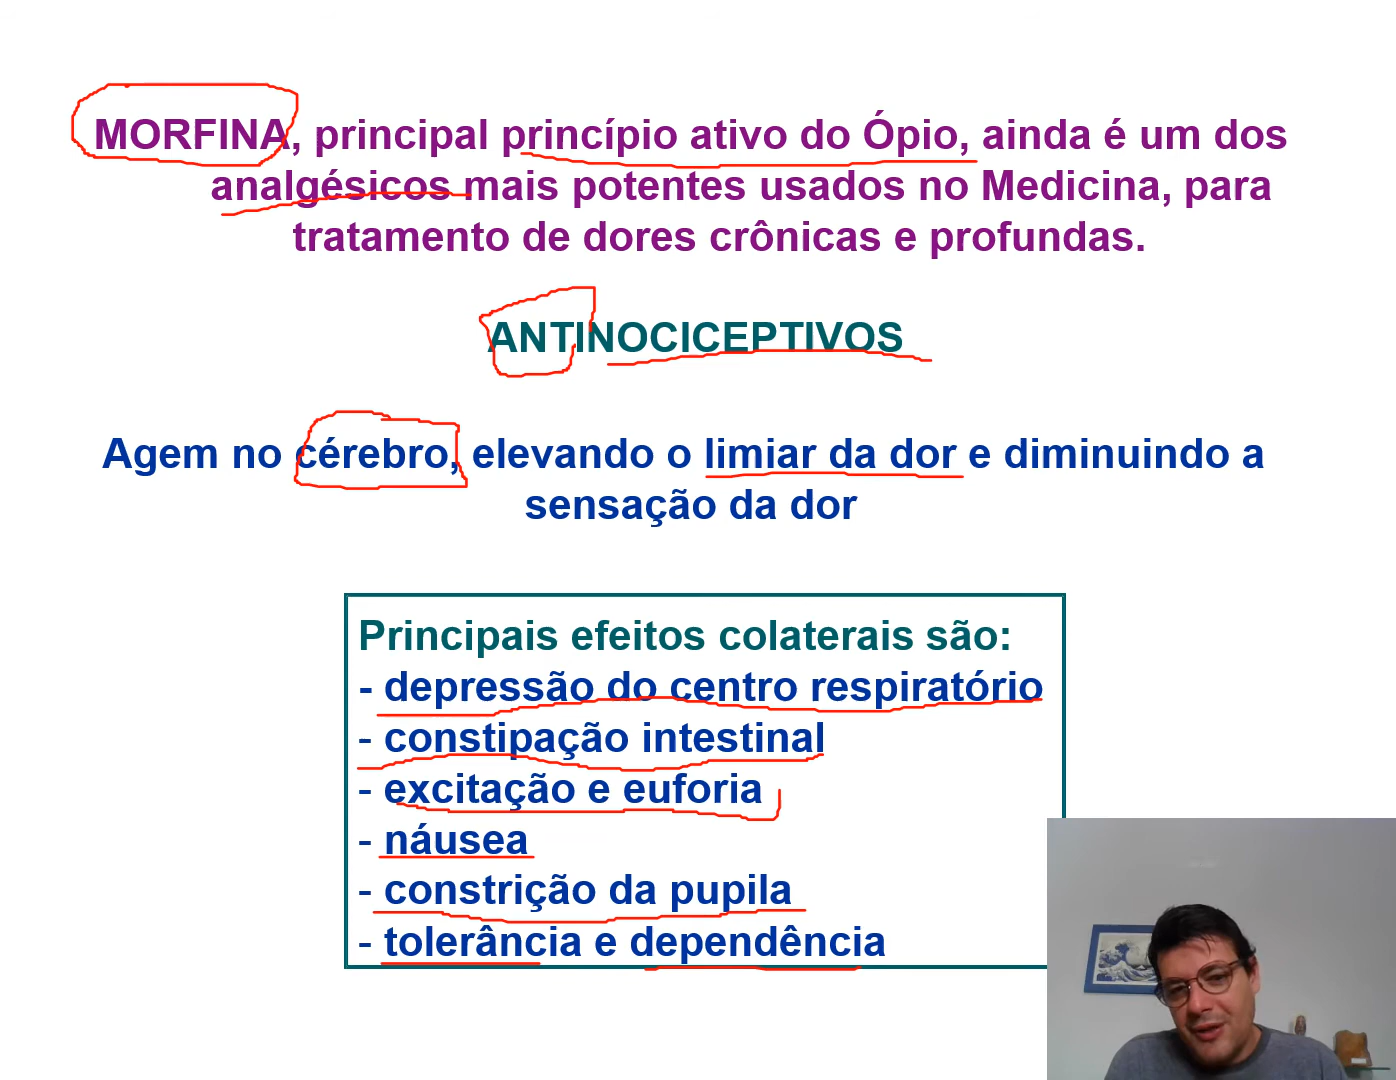 MORFINA, principal princípio ativo do Ópio, ainda é um dos
analgésicos mais potentes usados no Medicina, para
tratamento de dores crônicas e profundas.
ANTINOCICEPTIVOS
Agem no cérebro, elevando o limiar da dor e diminuindo a
sensação da dor
Principais efeitos colaterais são:
- depressão do centro respiratório
- constipação intestinal
- excitação e euforia
- náusea
- constrição da pupila
- tolerância e dependência